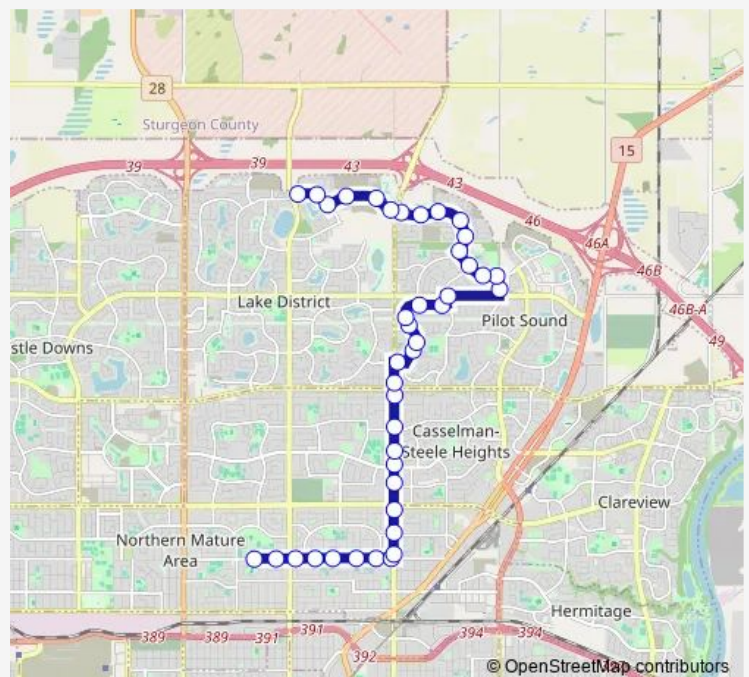 28
Sturgeon County
39
39
43
15
43
46
46A
46B
46B-A
49
Lake District
Pilot Sound
stle Downs
Casselman-
Steele Heights
Clareview
Northern Mature
Area
Hermitage
389
389
391
391
392
394
394
© OpenStreetMap contributors